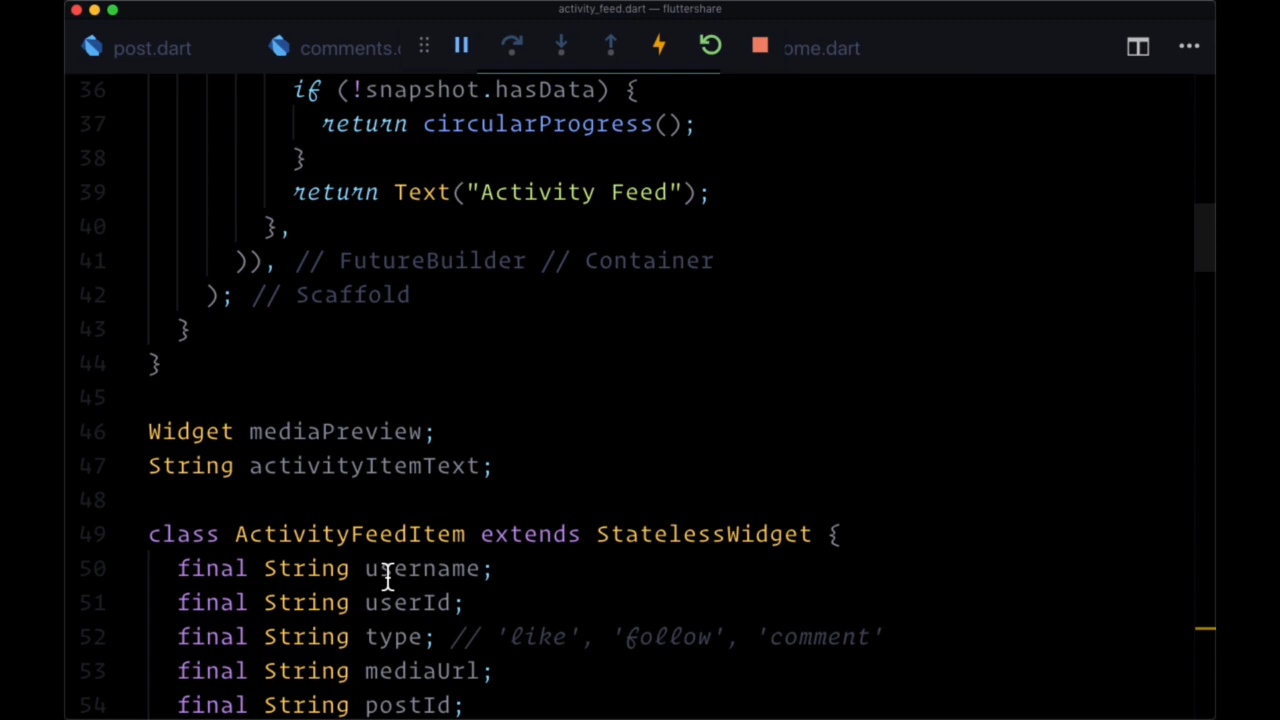 activity_feed.dart — fluttershare
post.dart comments.c ome.dart
36 if (!snapshot.hasData) {
37 return circularProgress();
38 }
39 return Text("Activity Feed");
40 },
41 )), // FutureBuilder // Container
42 ); // Scaffold
43 }
44 }
45
46 Widget mediaPreview;
47 String activityItemText;
48
49 class ActivityFeedItem extends StatelessWidget {
50 final String username;
51 final String userId;
52 final String type; // 'like', 'follow', 'comment'
53 final String mediaUrl;
54 final String postId;